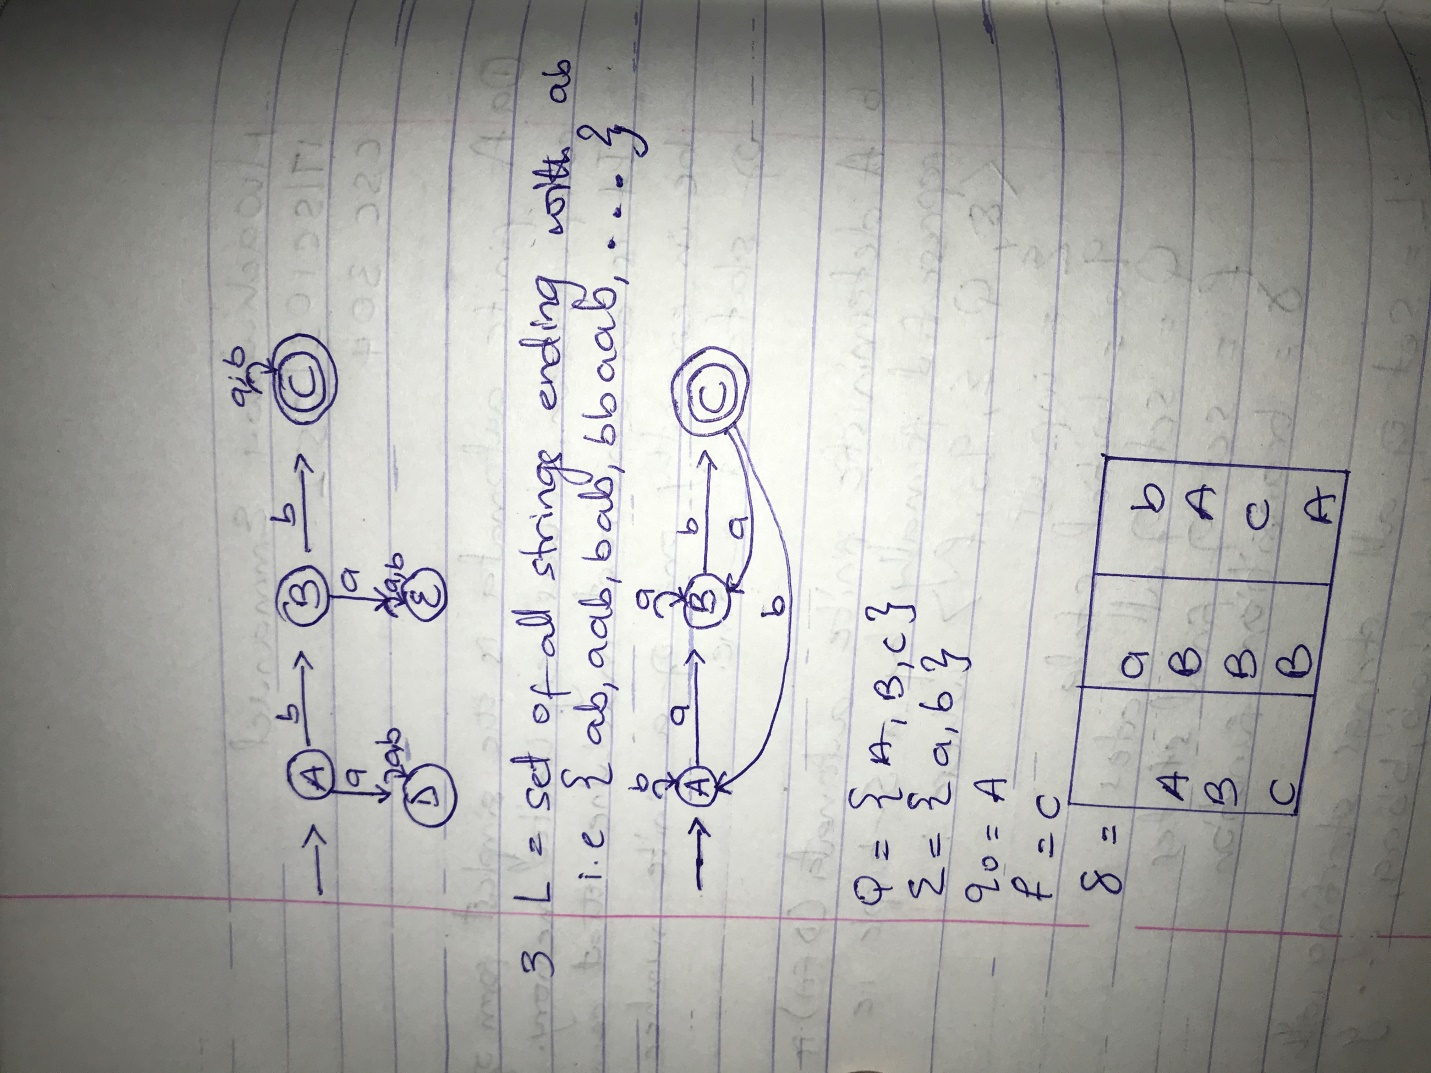 a,b
A b B b C
a a
a,b a,b
D E
3 L = set of all strings ending with ab
i.e { ab, aab, bab, bbaab, ... }
b a
A a B b C
a
b
Q = { A, B, C }
Σ = { a, b }
q0 = A
f = C
δ =
a b
A B A
B B C
C B A